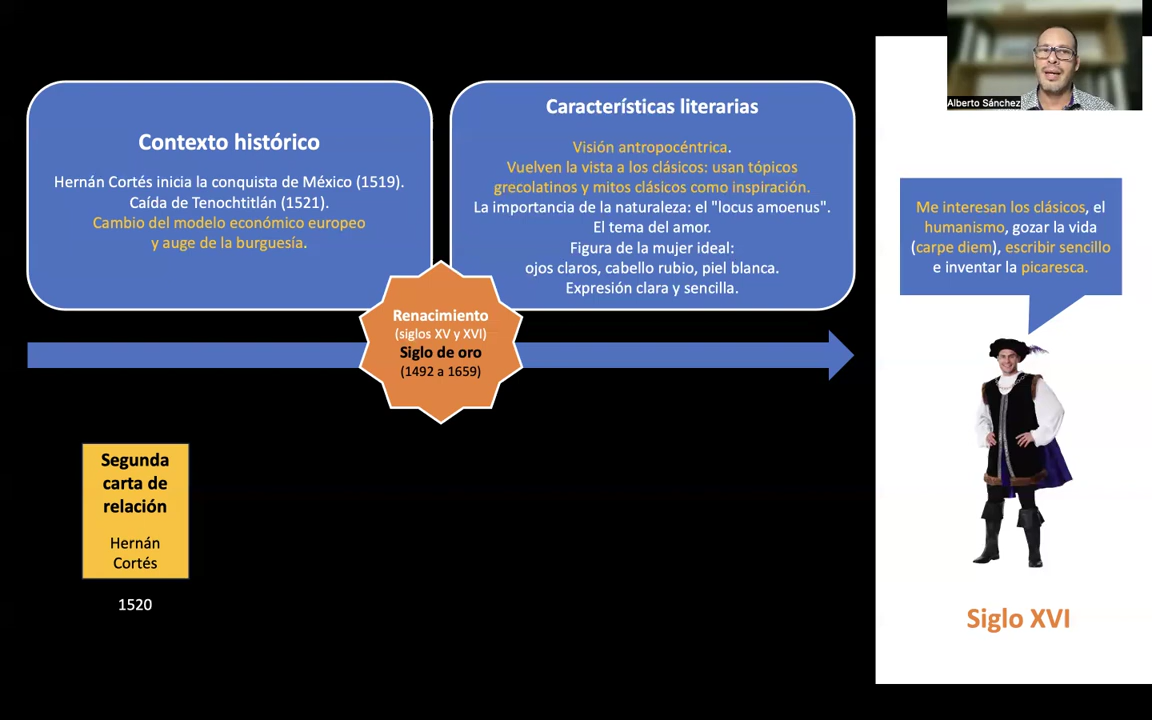 Alberto Sánchez
Contexto histórico
Hernán Cortés inicia la conquista de México (1519).
Caída de Tenochtitlán (1521).
Cambio del modelo económico europeo
y auge de la burguesía.
Características literarias
Visión antropocéntrica.
Vuelven la vista a los clásicos: usan tópicos
grecolatinos y mitos clásicos como inspiración.
La importancia de la naturaleza: el "locus amoenus".
El tema del amor.
Figura de la mujer ideal:
ojos claros, cabello rubio, piel blanca.
Expresión clara y sencilla.
Me interesan los clásicos, el
humanismo, gozar la vida
(carpe diem), escribir sencillo
e inventar la picaresca.
Renacimiento
(siglos XV y XVI)
Siglo de oro
(1492 a 1659)
Segunda
carta de
relación
Hernán
Cortés
1520
Siglo XVI